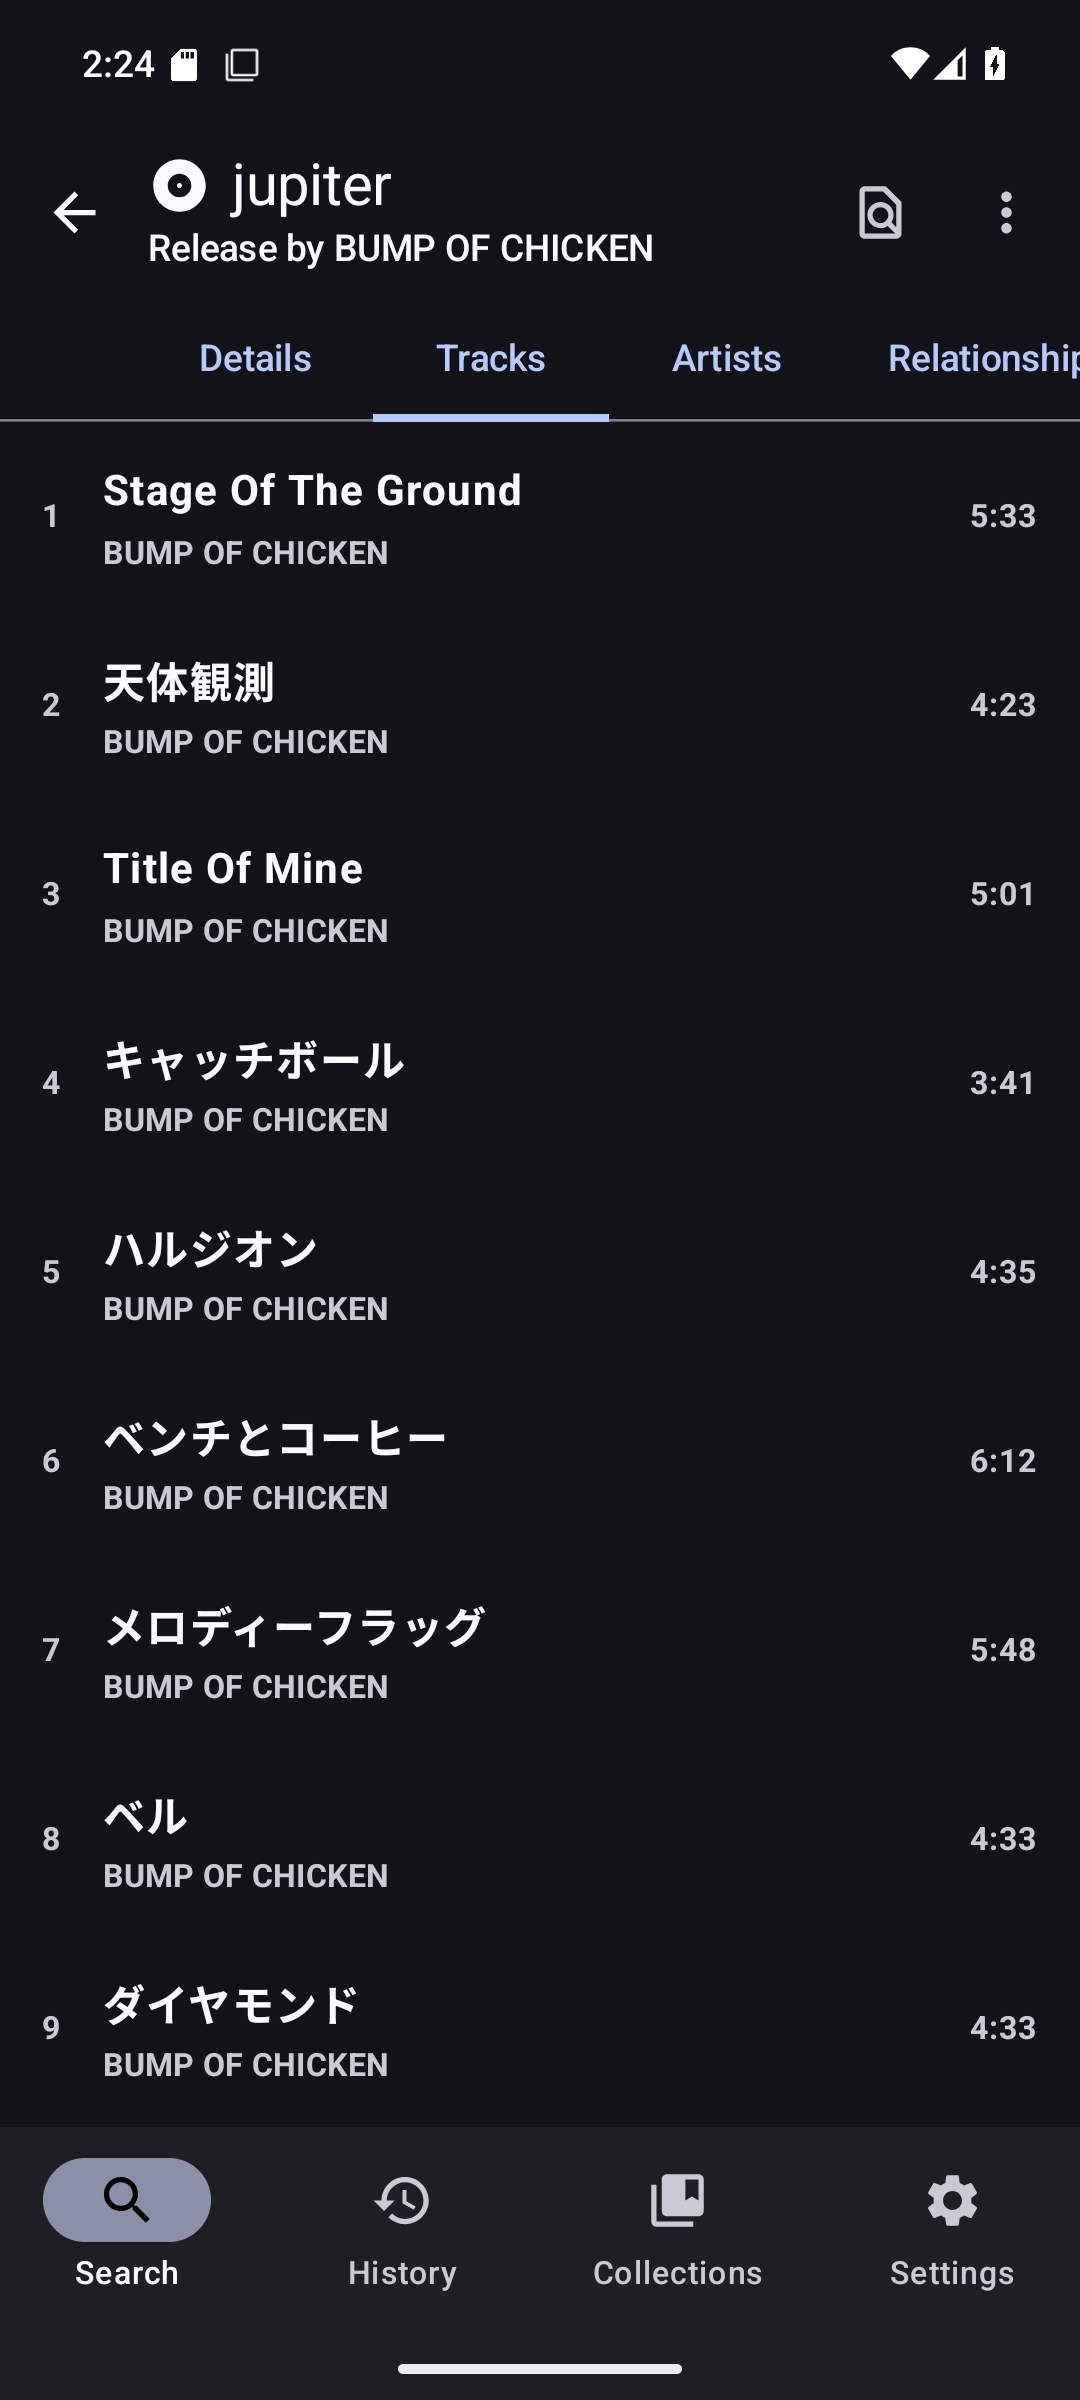 2:24
jupiter
Release by BUMP OF CHICKEN
Details
Tracks
Artists
Relationship
1
Stage Of The Ground
BUMP OF CHICKEN
5:33
2
天体観測
BUMP OF CHICKEN
4:23
3
Title Of Mine
BUMP OF CHICKEN
5:01
4
キャッチボール
BUMP OF CHICKEN
3:41
5
ハルジオン
BUMP OF CHICKEN
4:35
6
ベンチとコーヒー
BUMP OF CHICKEN
6:12
7
メロディーフラッグ
BUMP OF CHICKEN
5:48
8
ベル
BUMP OF CHICKEN
4:33
9
ダイヤモンド
BUMP OF CHICKEN
4:33
Search
History
Collections
Settings